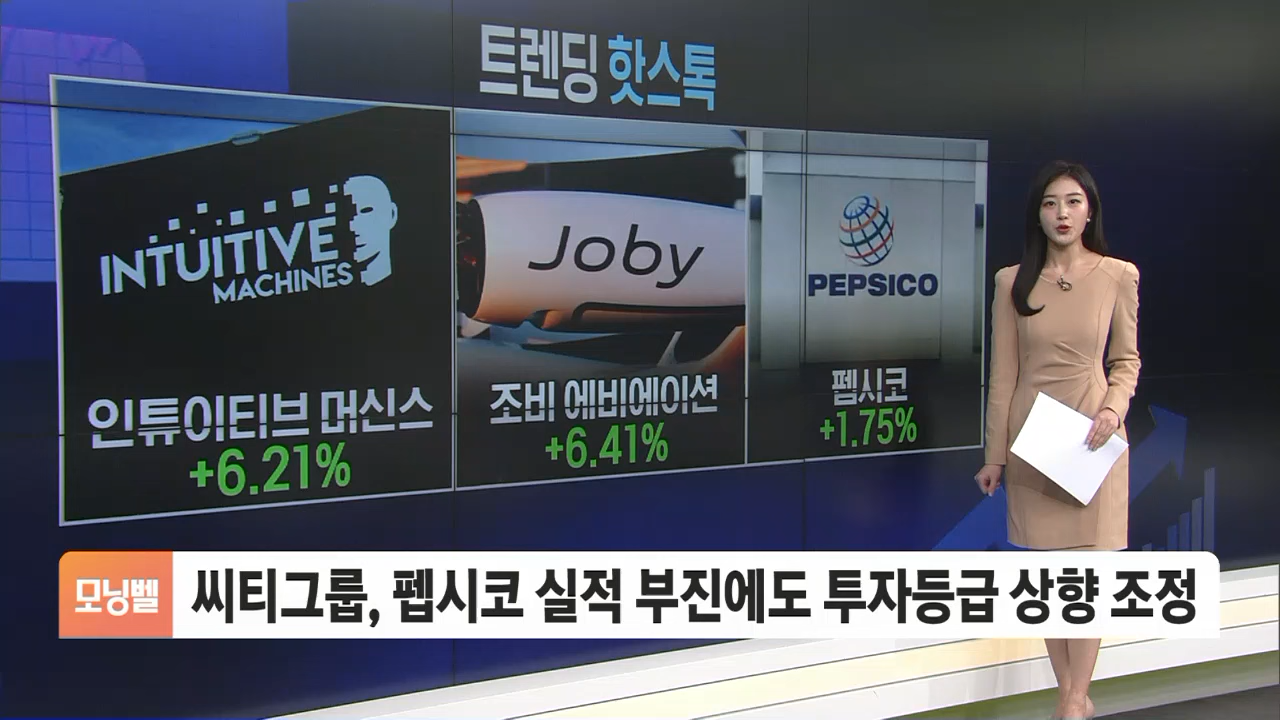 트렌딩 핫스톡
INTUITIVE
MACHINES
인튜이티브 머신스
+6.21%
Joby
조비 에비에이션
+6.41%
PEPSICO
펩시코
+1.75%
모닝벨
씨티그룹, 펩시코 실적 부진에도 투자등급 상향 조정